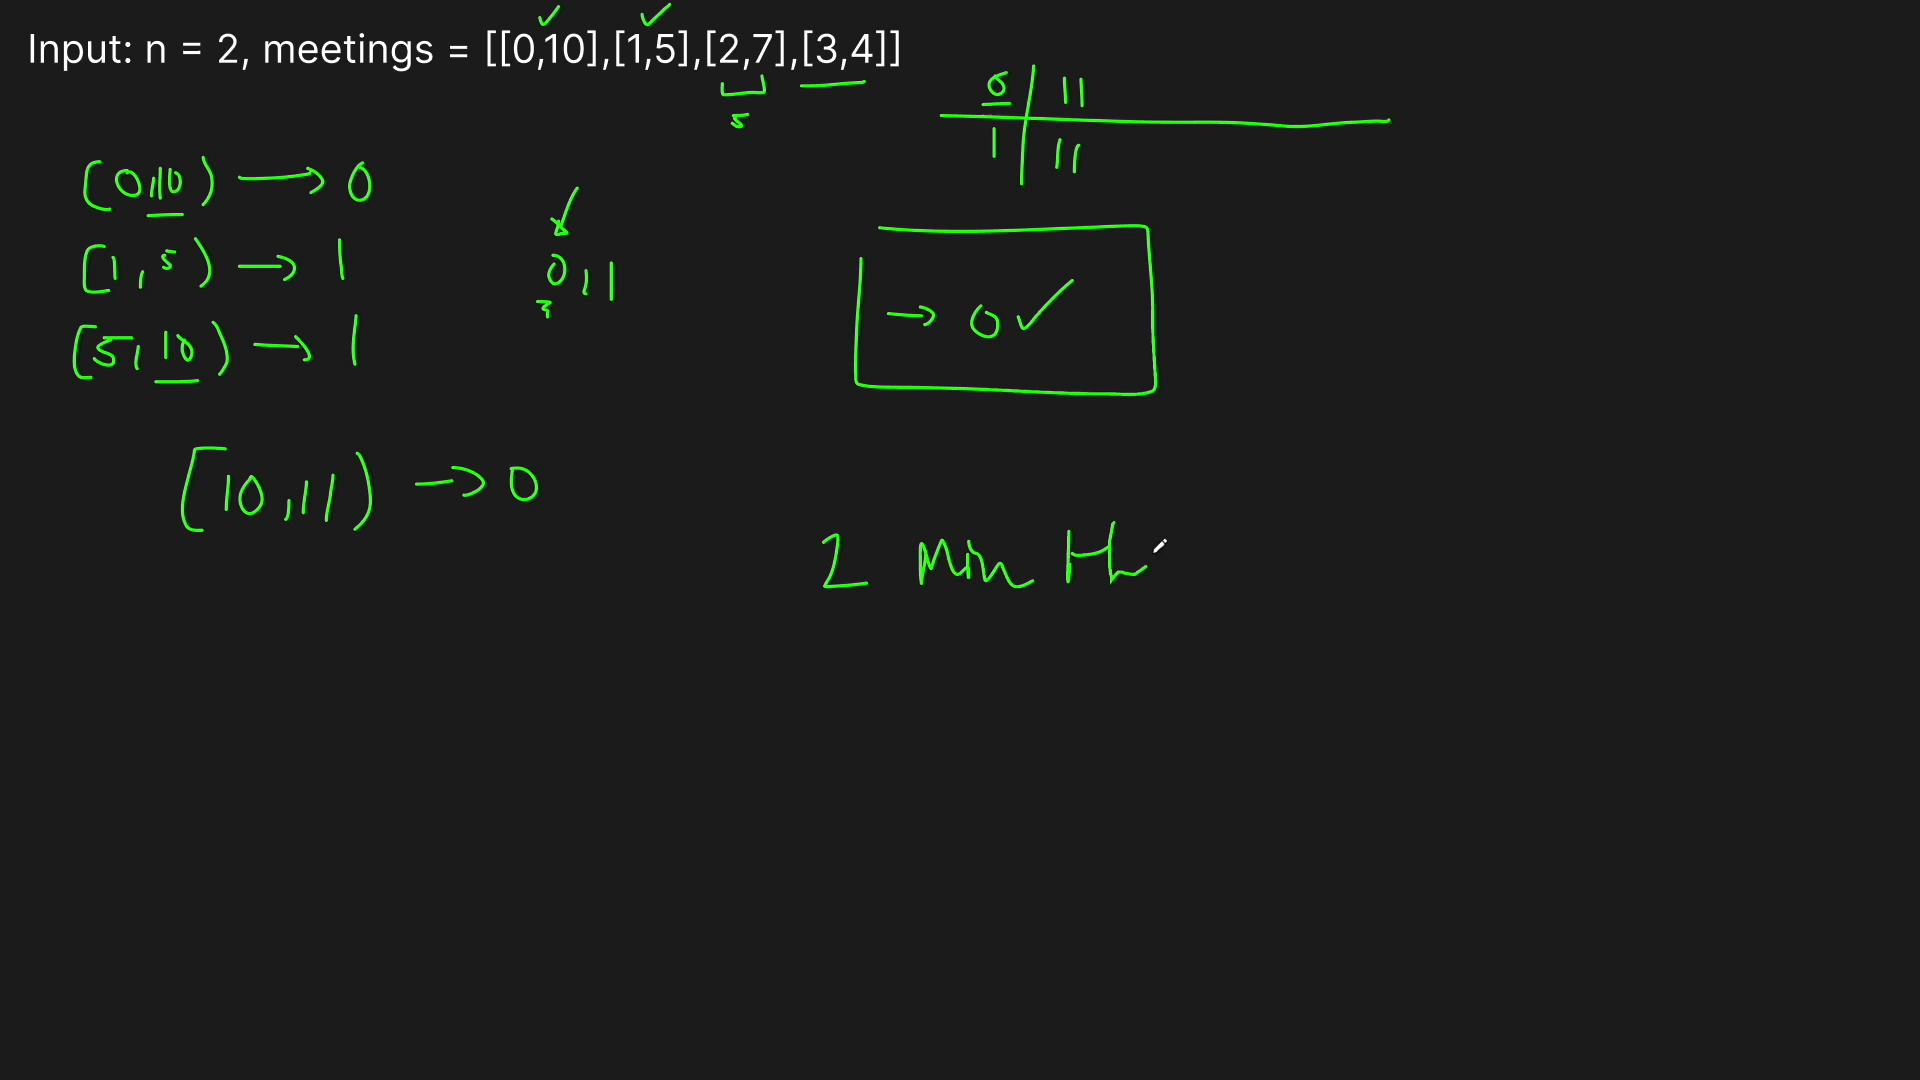 Input: n = 2, meetings = [[0,10],[1,5],[2,7],[3,4]]
5
0 | 11
1 | 11
[0,10) → 0
[1,5) → 1
0,1
3
→ 0 ✓
[5,10) → 1
[10,11) → 0
2 Min